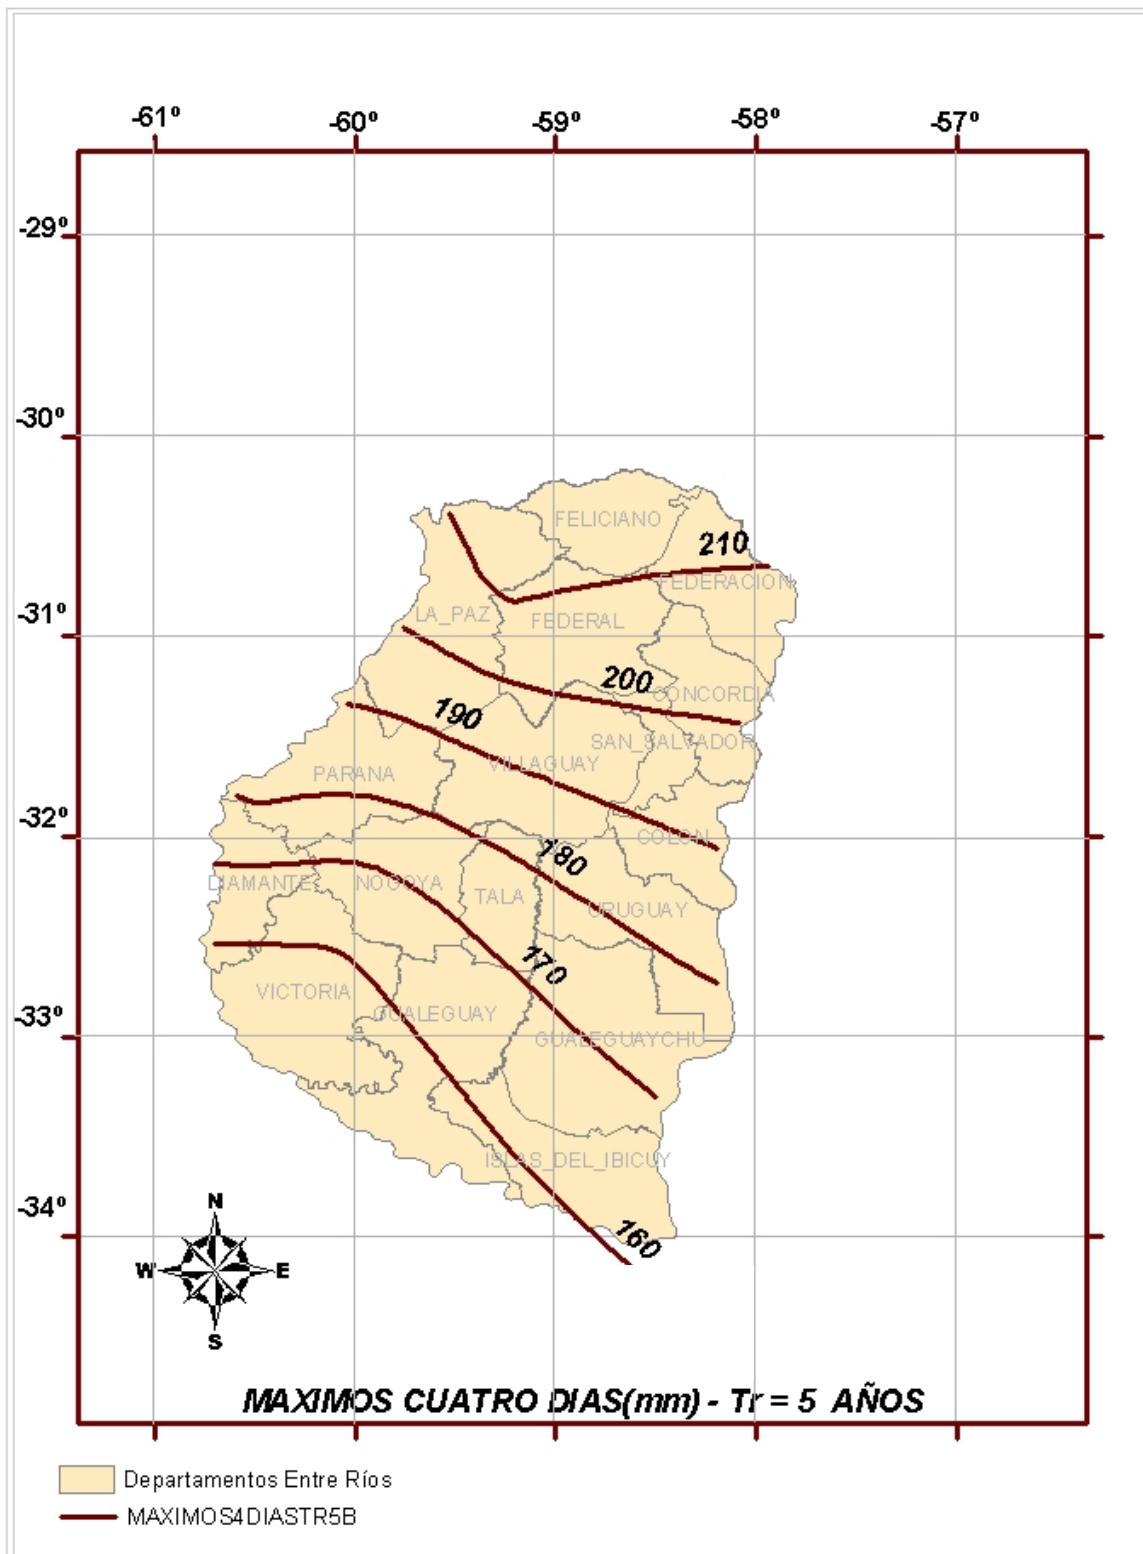 -61º -60º -59º -58º -57º
-29º
-30º
FELICIANO
210
FEDERACION
-31º
LA_PAZ
FEDERAL
200
CONCORDIA
190
SAN_SALVADOR
VILLAGUAY
PARANA
-32º
COLON
180
DIAMANTE
NOGOYA
TALA
URUGUAY
170
VICTORIA
-33º
GUALEGUAY
GUALEGUAYCHU
ISLAS_DEL_IBICUY
-34º
N
160
W E
S
MAXIMOS CUATRO DIAS(mm) - Tr = 5 AÑOS
Departamentos Entre Ríos
MAXIMOS4DIASTR5B